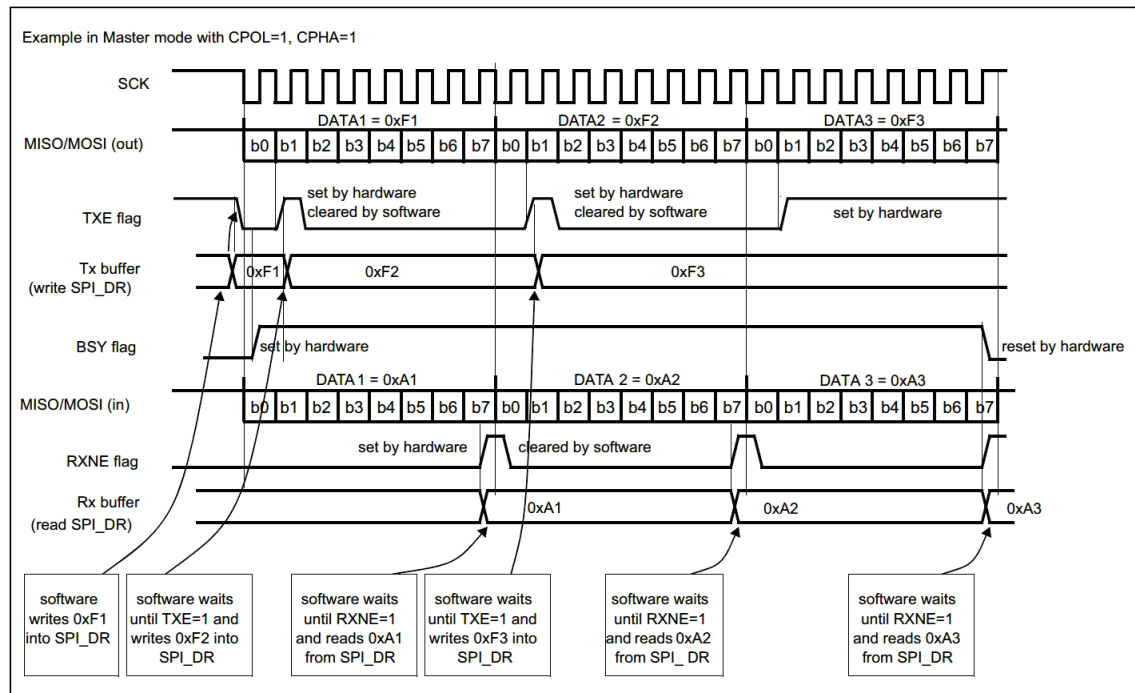 Example in Master mode with CPOL=1, CPHA=1
SCK
DATA1 = 0xF1 DATA2 = 0xF2 DATA3 = 0xF3
MISO/MOSI (out) b0 b1 b2 b3 b4 b5 b6 b7 b0 b1 b2 b3 b4 b5 b6 b7 b0 b1 b2 b3 b4 b5 b6 b7
set by hardware set by hardware
TXE flag cleared by software cleared by software set by hardware
Tx buffer 0xF1 0xF2 0xF3
(write SPI_DR)
BSY flag set by hardware reset by hardware
DATA 1 = 0xA1 DATA 2 = 0xA2 DATA 3 = 0xA3
MISO/MOSI (in) b0 b1 b2 b3 b4 b5 b6 b7 b0 b1 b2 b3 b4 b5 b6 b7 b0 b1 b2 b3 b4 b5 b6 b7
set by hardware cleared by software
RXNE flag
Rx buffer 0xA1 0xA2 0xA3
(read SPI_DR)
software
writes 0xF1
into SPI_DR
software waits
until TXE=1 and
writes 0xF2 into
SPI_DR
software waits
until RXNE=1
and reads 0xA1
from SPI_DR
software waits
until TXE=1 and
writes 0xF3 into
SPI_DR
software waits
until RXNE=1
and reads 0xA2
from SPI_ DR
software waits
until RXNE=1
and reads 0xA3
from SPI_DR